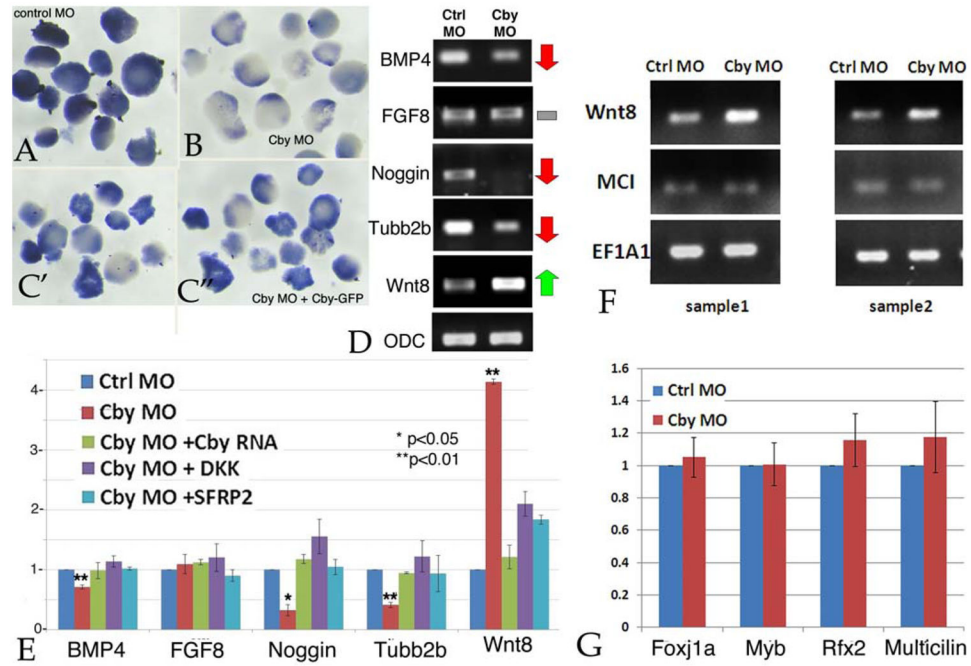 control MO
A
B
Cby MO
C'
C"
Cby MO + Cby-GFP
Ctrl MO
Cby MO
BMP4
FGF8
Noggin
Tubb2b
Wnt8
ODC
D
Ctrl MO Cby MO
Ctrl MO Cby MO
Wnt8
MCI
EF1A1
sample1
sample2
F
4
3
2
1
0
Ctrl MO
Cby MO
Cby MO +Cby RNA
Cby MO + DKK
Cby MO +SFRP2
* p<0.05
**p<0.01
**
*
**
**
BMP4 FGF8 Noggin Tubb2b Wnt8
E
1.6
1.4
1.2
1
0.8
0.6
0.4
0.2
0
Ctrl MO
Cby MO
Foxj1a Myb Rfx2 Multicilin
G